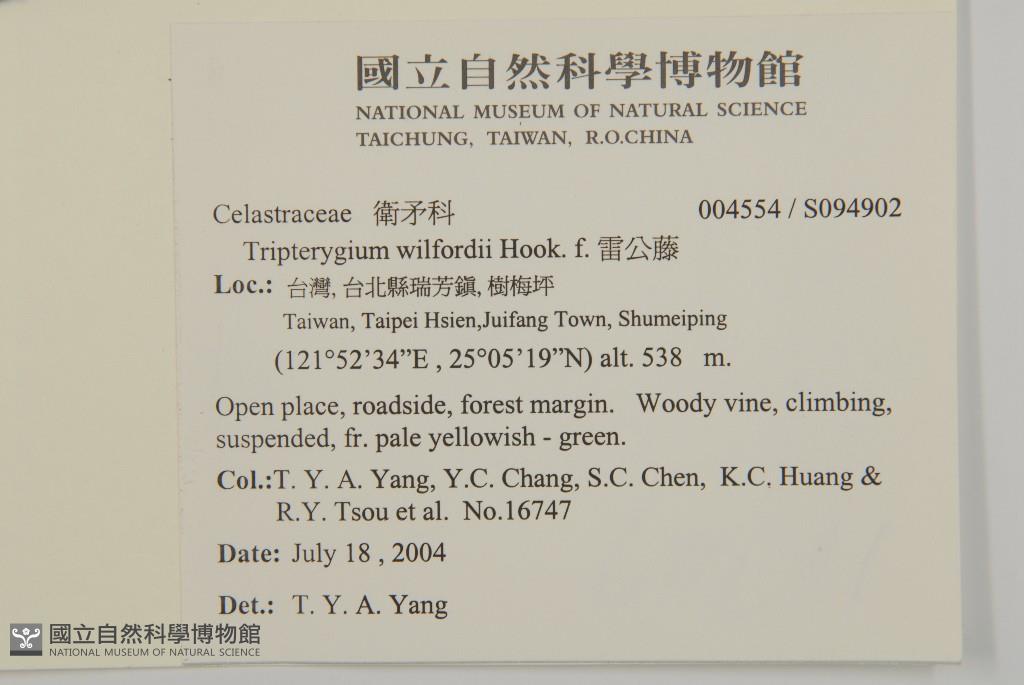 國立自然科學博物館
NATIONAL MUSEUM OF NATURAL SCIENCE
TAICHUNG, TAIWAN, R.O.CHINA
Celastraceae 衛矛科 004554 / S094902
Tripterygium wilfordii Hook. f. 雷公藤
Loc.: 台灣, 台北縣瑞芳鎮, 樹梅坪
Taiwan, Taipei Hsien,Juifang Town, Shumeiping
(121°52’34”E , 25°05’19”N) alt. 538 m.
Open place, roadside, forest margin. Woody vine, climbing,
suspended, fr. pale yellowish - green.
Col.:T. Y. A. Yang, Y.C. Chang, S.C. Chen, K.C. Huang &
R.Y. Tsou et al. No.16747
Date: July 18 , 2004
Det.: T. Y. A. Yang
國立自然科學博物館
NATIONAL MUSEUM OF NATURAL SCIENCE